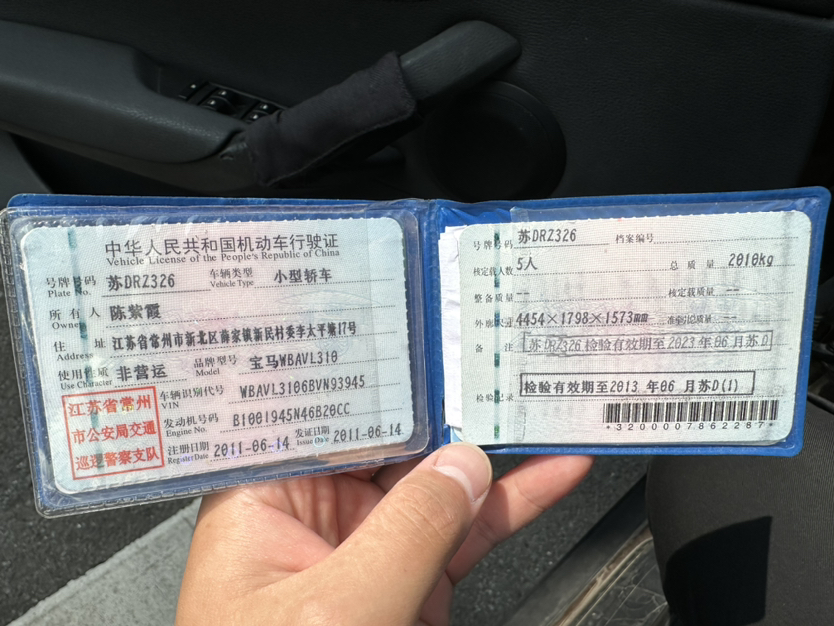 中华人民共和国机动车行驶证
Vehicle License of the People's Republic of China
号牌号码 苏DRZ326 车辆类型 小型轿车
Plate No. Vehicle Type
所有人 陈紫霞
Owner
住址 江苏省常州市新北区薛家镇新民村委李太平塘17号
Address
使用性质 非营运 品牌型号 宝马WBAVL310
Use Character Model
江苏省常州
市公安局交通
巡逻警察支队
车辆识别代号 WBAVL3106BVN93945
VIN
发动机号码 B1001945N46B20CC
Engine No.
注册日期 2011-06-14 发证日期 2011-06-14
Register Date Issue Date
号牌号码 苏DRZ326 档案编号
核定载人数 5人 总质量 2010kg
整备质量 -- 核定载质量 --
外廓尺寸 4454×1798×1573mm 准牵引总质量 --
备注 苏DRZ326 检验有效期至 2023 年 06 月苏D
检验记录 检验有效期至2013 年 06 月苏D(1)
*3200007862287*